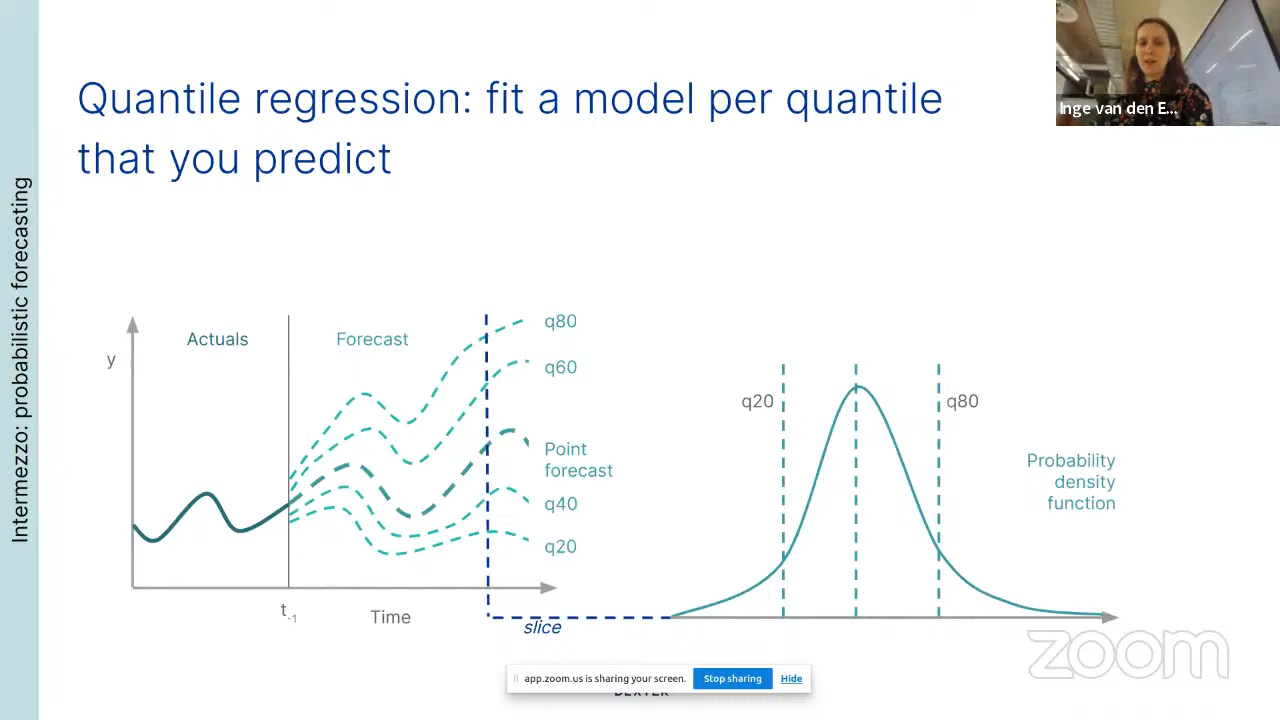 Quantile regression: fit a model per quantile
that you predict
Inge van den E...
Intermezzo: probabilistic forecasting
y
Actuals
Forecast
q80
q60
Point
forecast
q40
q20
t-1
Time
slice
q20
q80
Probability
density
function
zoom
app.zoom.us is sharing your screen.
Stop sharing
Hide
DEXTER